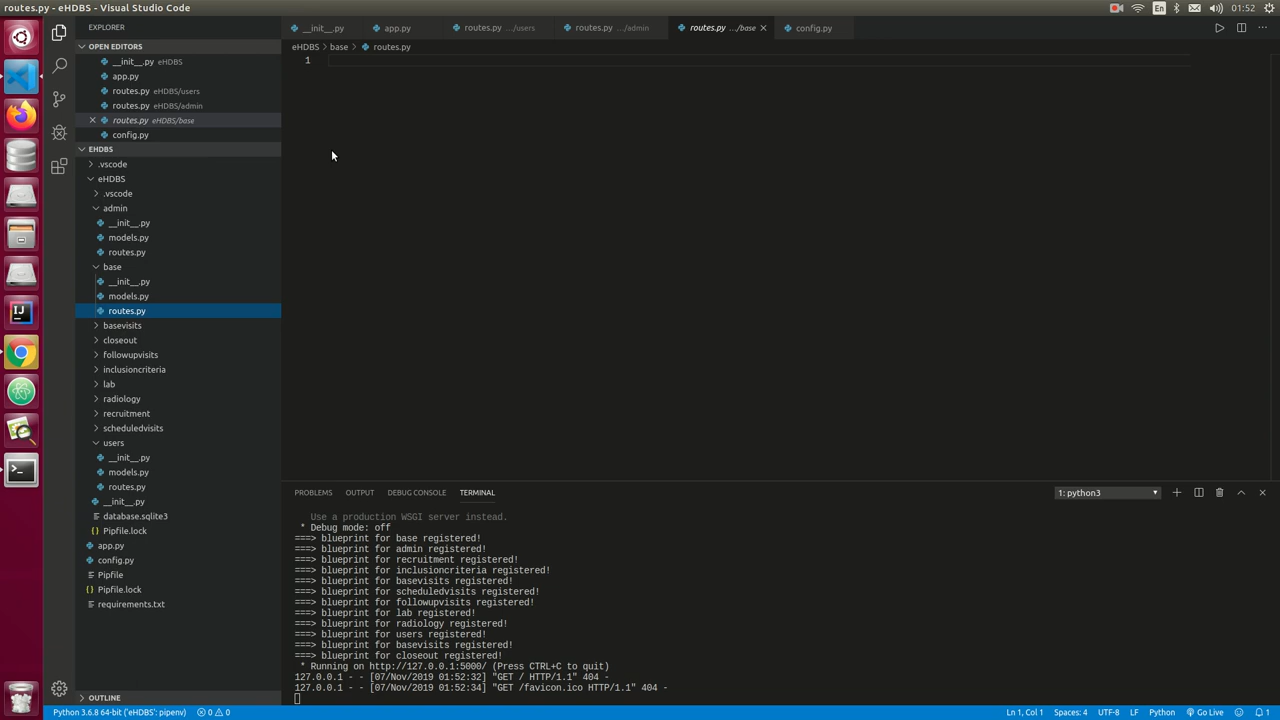 routes.py - eHDBS - Visual Studio Code
En
01:52
EXPLORER
OPEN EDITORS
__init__.py eHDBS
app.py
routes.py eHDBS/users
routes.py eHDBS/admin
routes.py eHDBS/base
config.py
EHDBS
.vscode
eHDBS
.vscode
admin
__init__.py
models.py
routes.py
base
__init__.py
models.py
routes.py
basevisits
closeout
followupvisits
inclusioncriteria
lab
radiology
recruitment
scheduledvisits
users
__init__.py
models.py
routes.py
__init__.py
database.sqlite3
Pipfile.lock
app.py
config.py
Pipfile
Pipfile.lock
requirements.txt
OUTLINE
__init__.py
app.py
routes.py .../users
routes.py .../admin
routes.py .../base
config.py
eHDBS > base > routes.py
1
PROBLEMS
OUTPUT
DEBUG CONSOLE
TERMINAL
1: python3
Use a production WSGI server instead.
* Debug mode: off
===> blueprint for base registered!
===> blueprint for admin registered!
===> blueprint for recruitment registered!
===> blueprint for inclusioncriteria registered!
===> blueprint for basevisits registered!
===> blueprint for scheduledvisits registered!
===> blueprint for followupvisits registered!
===> blueprint for lab registered!
===> blueprint for radiology registered!
===> blueprint for users registered!
===> blueprint for basevisits registered!
===> blueprint for closeout registered!
* Running on http://127.0.0.1:5000/ (Press CTRL+C to quit)
127.0.0.1 - - [07/Nov/2019 01:52:32] "GET / HTTP/1.1" 404 -
127.0.0.1 - - [07/Nov/2019 01:52:34] "GET /favicon.ico HTTP/1.1" 404 -
Python 3.6.8 ('eHDBS': pipenv)
0
0
Ln 1, Col 1
Spaces: 4
UTF-8
LF
Python
Go Live
1